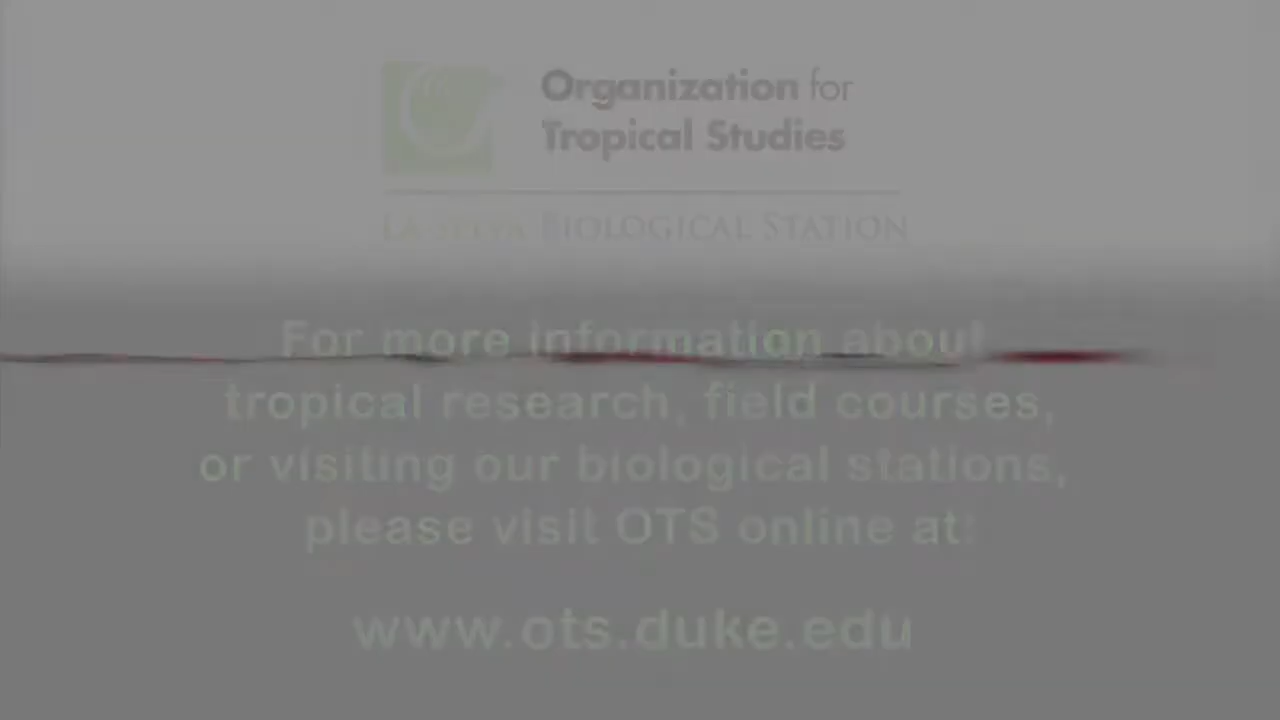 Organization for
Tropical Studies
LA SELVA BIOLOGICAL STATION
For more information about
tropical research, field courses,
or visiting our biological stations,
please visit OTS online at:
www.ots.duke.edu